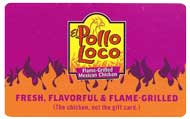 El
Pollo
Loco
Flame-Grilled
Mexican Chicken
FRESH, FLAVORFUL & FLAME-GRILLED
(The chicken, not the gift card.)